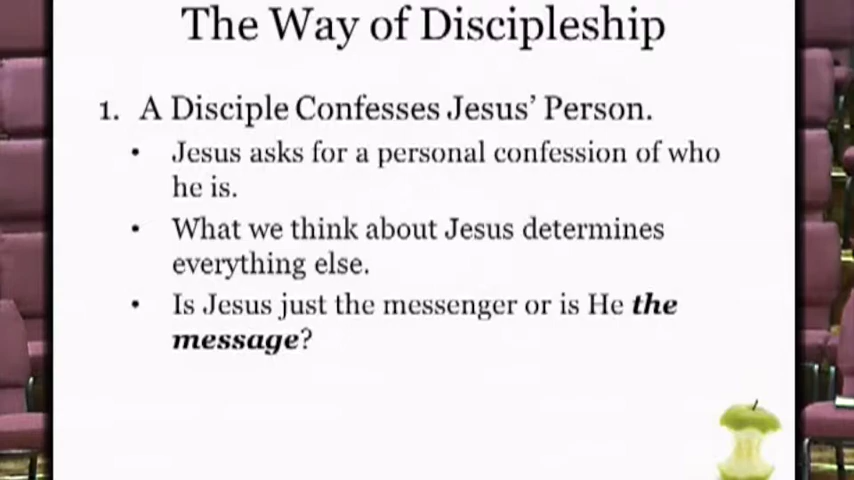 The Way of Discipleship
1. A Disciple Confesses Jesus’ Person.
• Jesus asks for a personal confession of who
he is.
• What we think about Jesus determines
everything else.
• Is Jesus just the messenger or is He the
message?